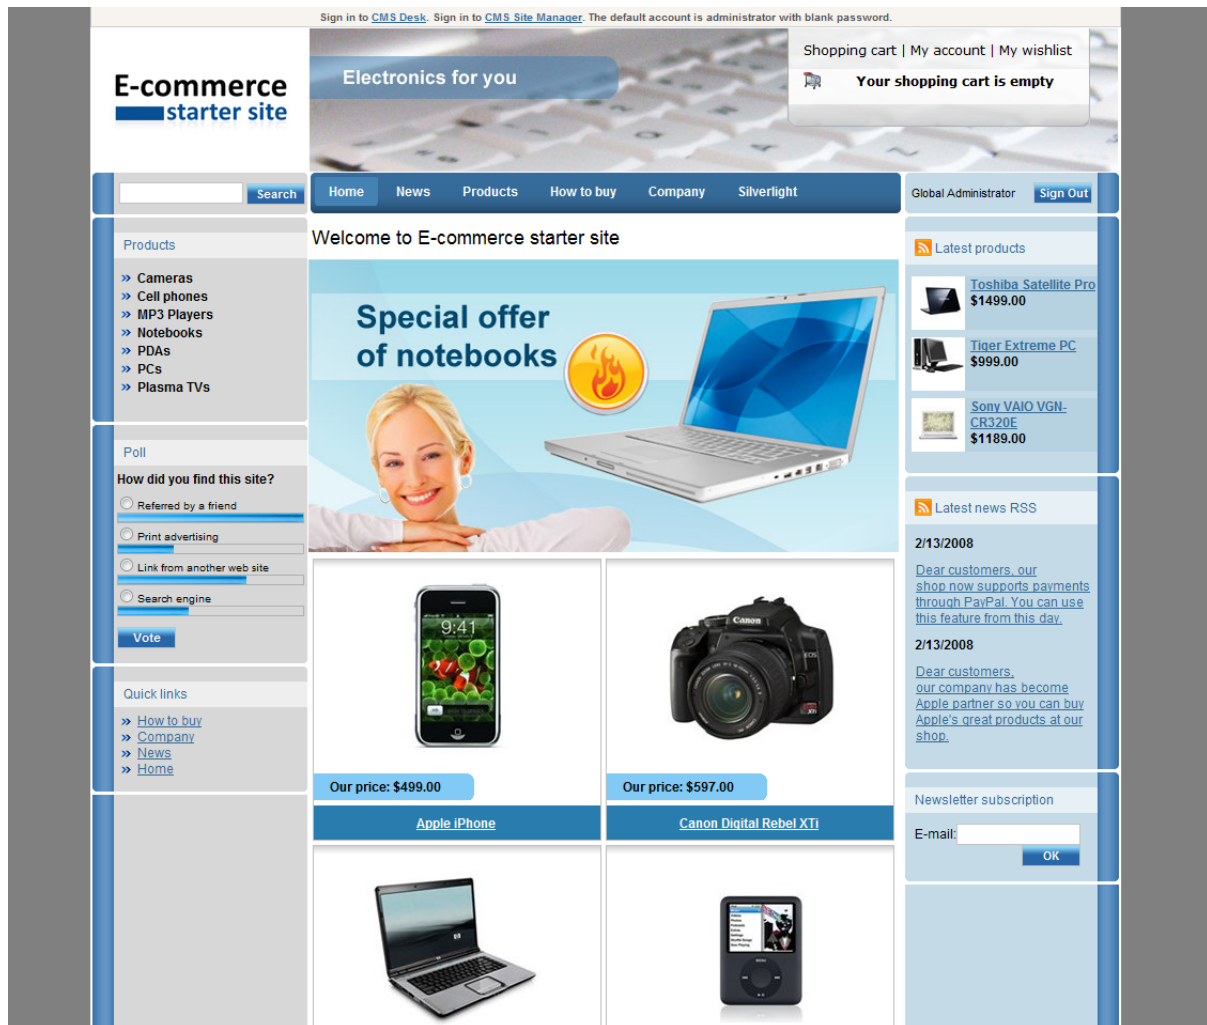 Sign in to CMS Desk. Sign in to CMS Site Manager. The default account is administrator with blank password.
E-commerce
starter site
Electronics for you
Shopping cart | My account | My wishlist
Your shopping cart is empty
Search
Home News Products How to buy Company Silverlight
Global Administrator Sign Out
Products
Cameras
Cell phones
MP3 Players
Notebooks
PDAs
PCs
Plasma TVs
Poll
How did you find this site?
Referred by a friend
Print advertising
Link from another web site
Search engine
Vote
Quick links
How to buy
Company
News
Home
Welcome to E-commerce starter site
Special offer
of notebooks
9:41
Canon
EOS
Our price: $499.00
Apple iPhone
Our price: $597.00
Canon Digital Rebel XTi
MENU
Latest products
Toshiba Satellite Pro
$1499.00
Tiger Extreme PC
$999.00
Sony VAIO VGN-
CR320E
$1189.00
Latest news RSS
2/13/2008
Dear customers, our
shop now supports payments
through PayPal. You can use
this feature from this day.
2/13/2008
Dear customers,
our company has become
Apple partner so you can buy
Apple's great products at our
shop.
Newsletter subscription
E-mail:
OK